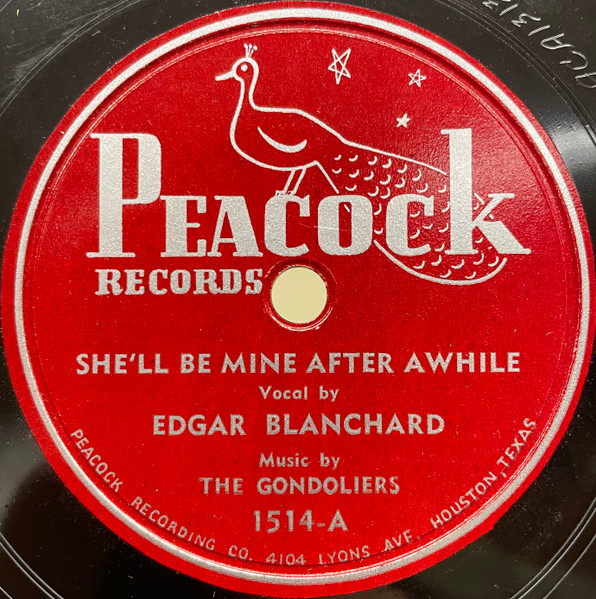 PEACOCK
RECORDS
SHE'LL BE MINE AFTER AWHILE
Vocal by
EDGAR BLANCHARD
Music by
THE GONDOLIERS
1514-A
PEACOCK RECORDING CO. 4104 LYONS AVE. HOUSTON, TEXAS